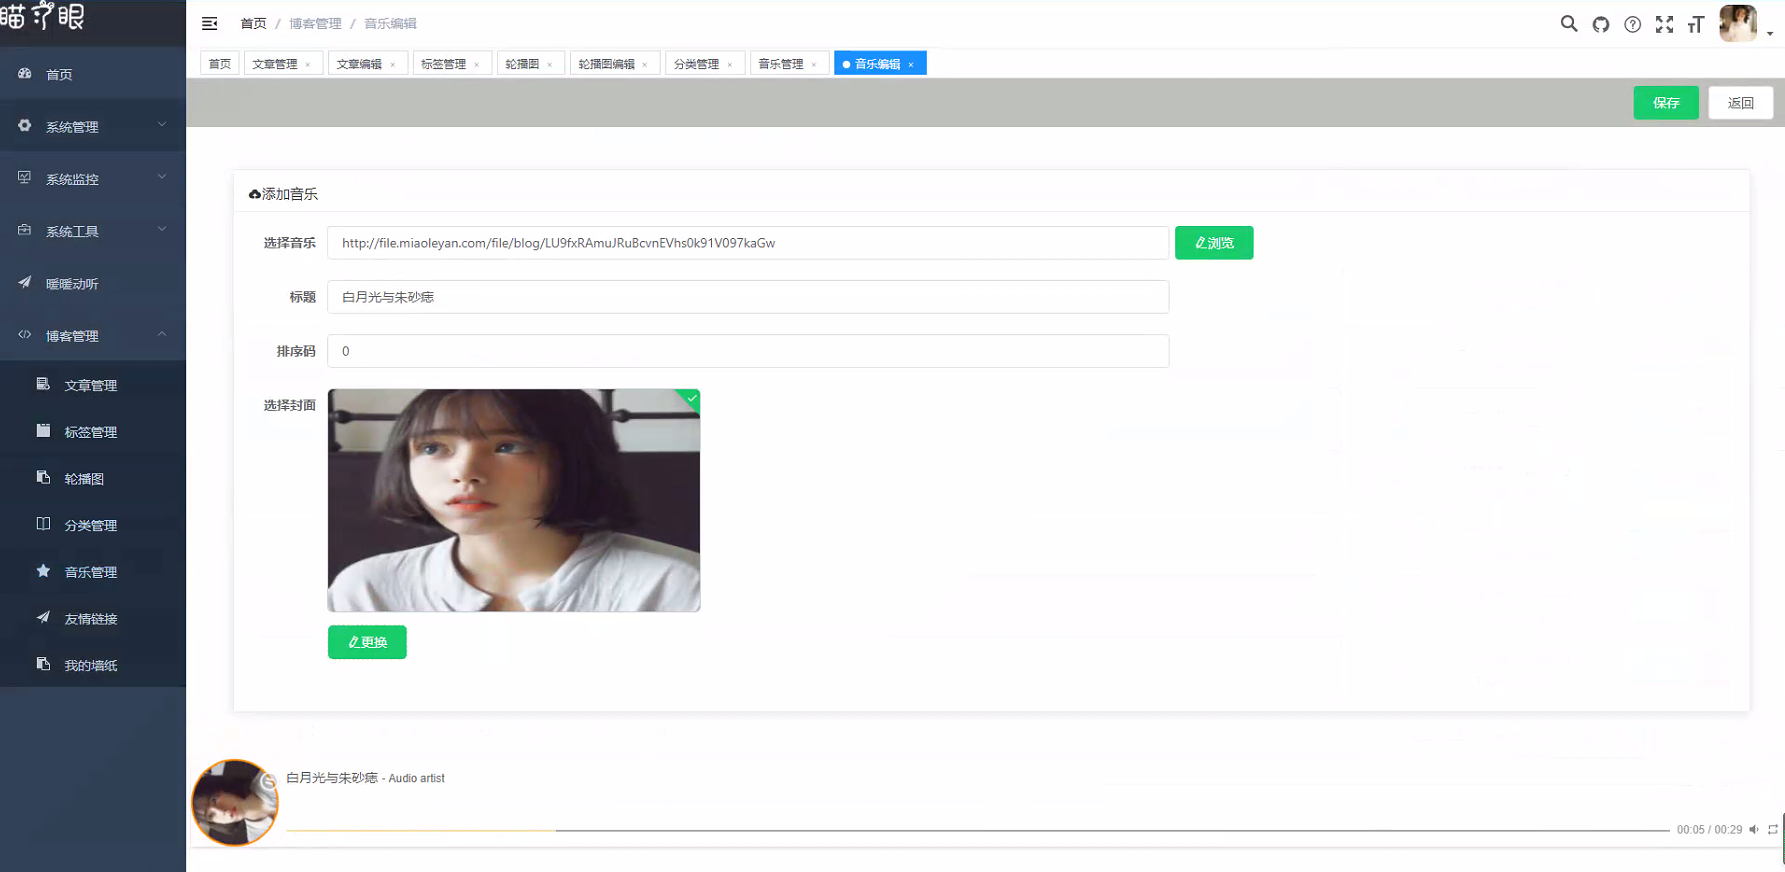 瞄了眼
首页 / 博客管理 / 音乐编辑
首页 文章管理 × 文章编辑 × 标签管理 × 轮播图 × 轮播图编辑 × 分类管理 × 音乐管理 × 音乐编辑 ×
保存 返回
首页
系统管理
系统监控
系统工具
暖暖动听
博客管理
文章管理
标签管理
轮播图
分类管理
音乐管理
友情链接
我的墙纸
添加音乐
选择音乐 http://file.miaoleyan.com/file/blog/LU9fxRAmuJRuBcvnEVhs0k91V097kaGw 浏览
标题 白月光与朱砂痣
排序码 0
选择封面
更换
白月光与朱砂痣 - Audio artist
00:05 / 00:29